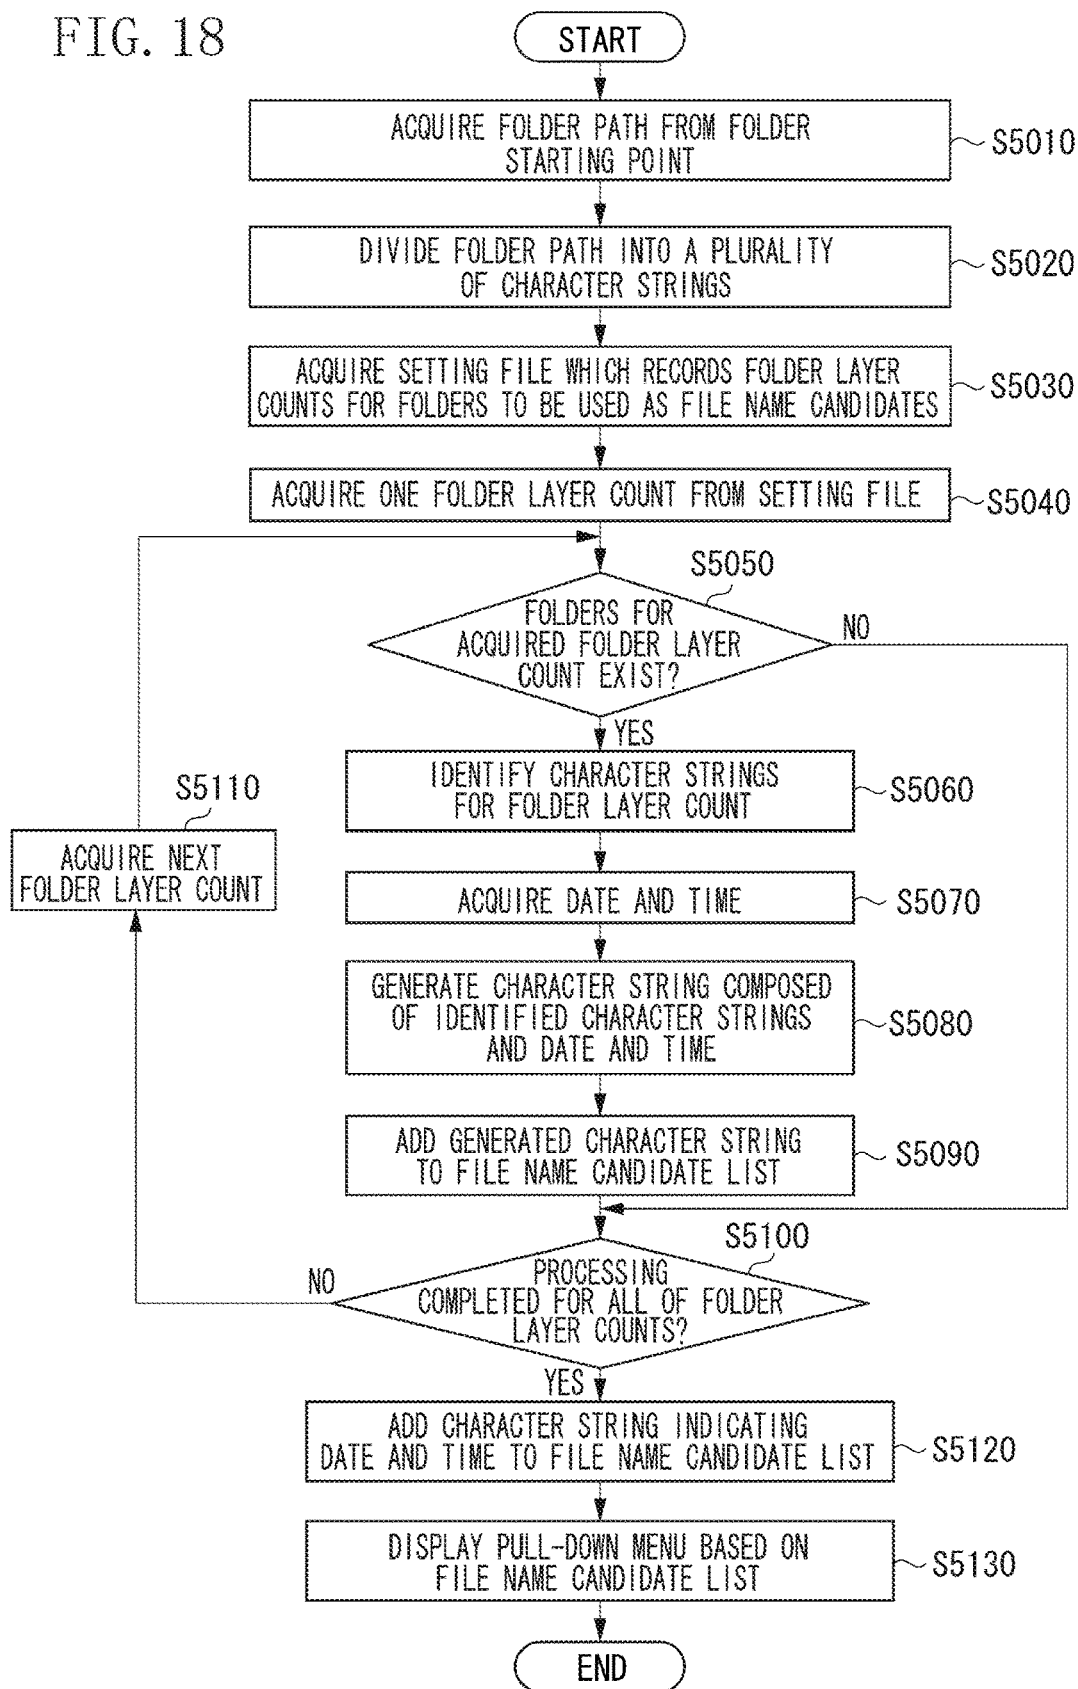 FIG. 18
START
ACQUIRE FOLDER PATH FROM FOLDER
STARTING POINT
S5010
DIVIDE FOLDER PATH INTO A PLURALITY
OF CHARACTER STRINGS
S5020
ACQUIRE SETTING FILE WHICH RECORDS FOLDER LAYER
COUNTS FOR FOLDERS TO BE USED AS FILE NAME CANDIDATES
S5030
ACQUIRE ONE FOLDER LAYER COUNT FROM SETTING FILE
S5040
S5050
FOLDERS FOR
ACQUIRED FOLDER LAYER
COUNT EXIST?
NO
YES
IDENTIFY CHARACTER STRINGS
FOR FOLDER LAYER COUNT
S5060
S5110
ACQUIRE NEXT
FOLDER LAYER COUNT
ACQUIRE DATE AND TIME
S5070
GENERATE CHARACTER STRING COMPOSED
OF IDENTIFIED CHARACTER STRINGS
AND DATE AND TIME
S5080
ADD GENERATED CHARACTER STRING
TO FILE NAME CANDIDATE LIST
S5090
S5100
PROCESSING
COMPLETED FOR ALL OF FOLDER
LAYER COUNTS?
NO
YES
ADD CHARACTER STRING INDICATING
DATE AND TIME TO FILE NAME CANDIDATE LIST
S5120
DISPLAY PULL-DOWN MENU BASED ON
FILE NAME CANDIDATE LIST
S5130
END